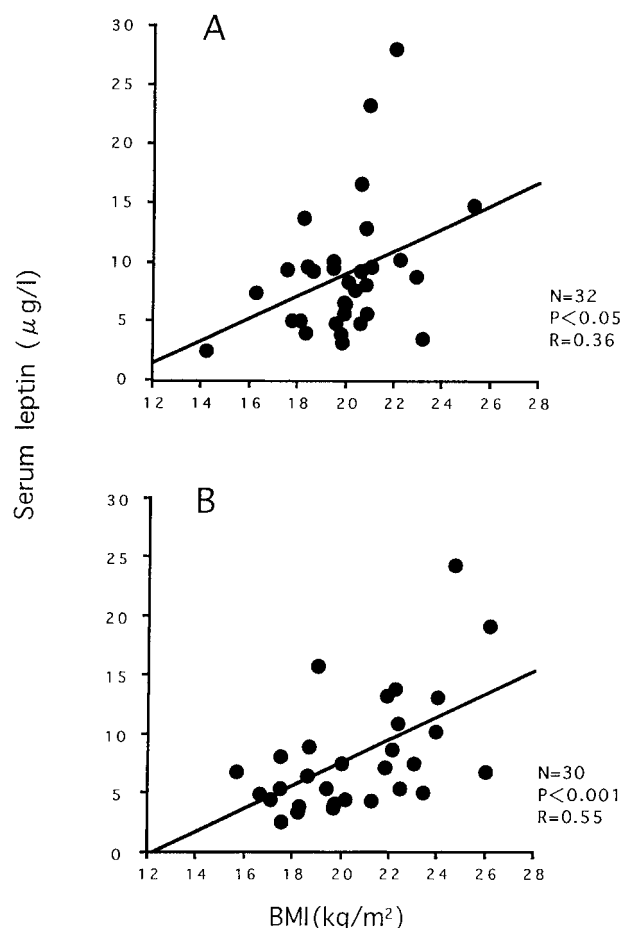 A
30
25
20
15
10
5
0
12 14 16 18 20 22 24 26 28
N=32
P<0.05
R=0.36
Serum leptin (μg/l)
B
30
25
20
15
10
5
0
12 14 16 18 20 22 24 26 28
N=30
P<0.001
R=0.55
BMI(kg/m²)